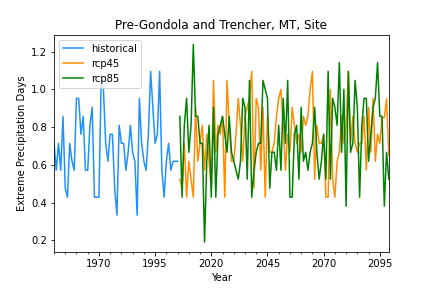 Pre-Gondola and Trencher, MT, Site
historical
rcp45
rcp85
Extreme Precipitation Days
1.2
1.0
0.8
0.6
0.4
0.2
1970
1995
2020
2045
2070
2095
Year